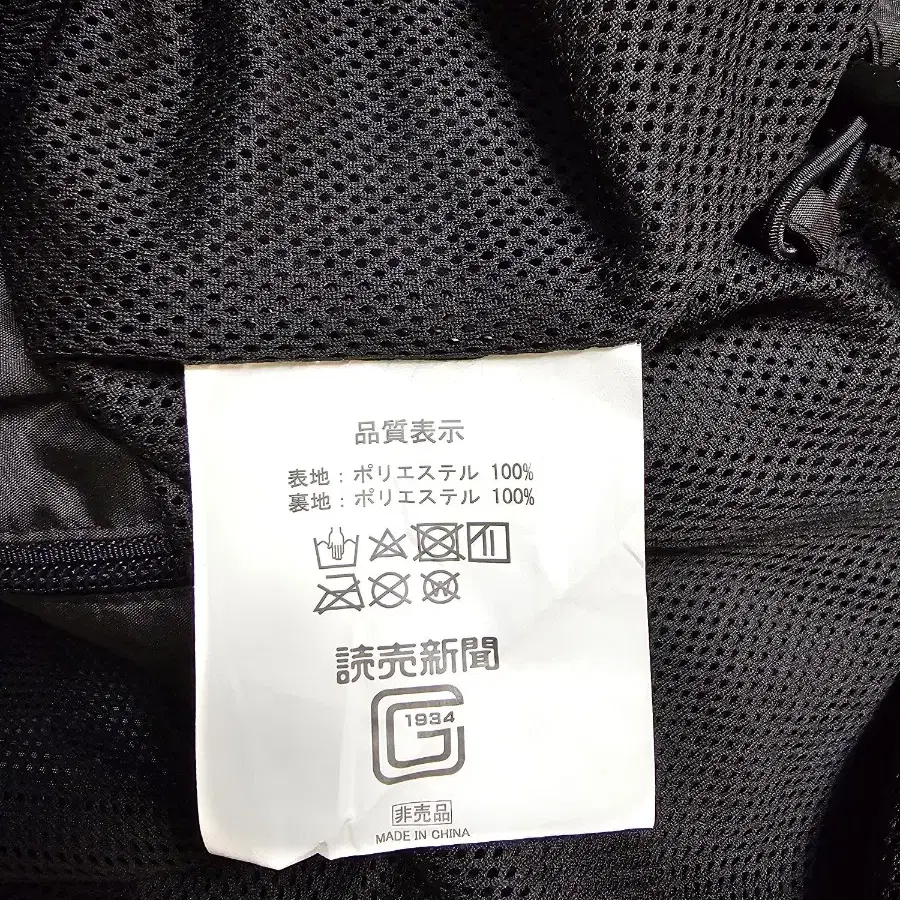 品質表示
表地：ポリエステル 100%
裏地：ポリエステル 100%
読売新聞
1934
G
非売品
MADE IN CHINA